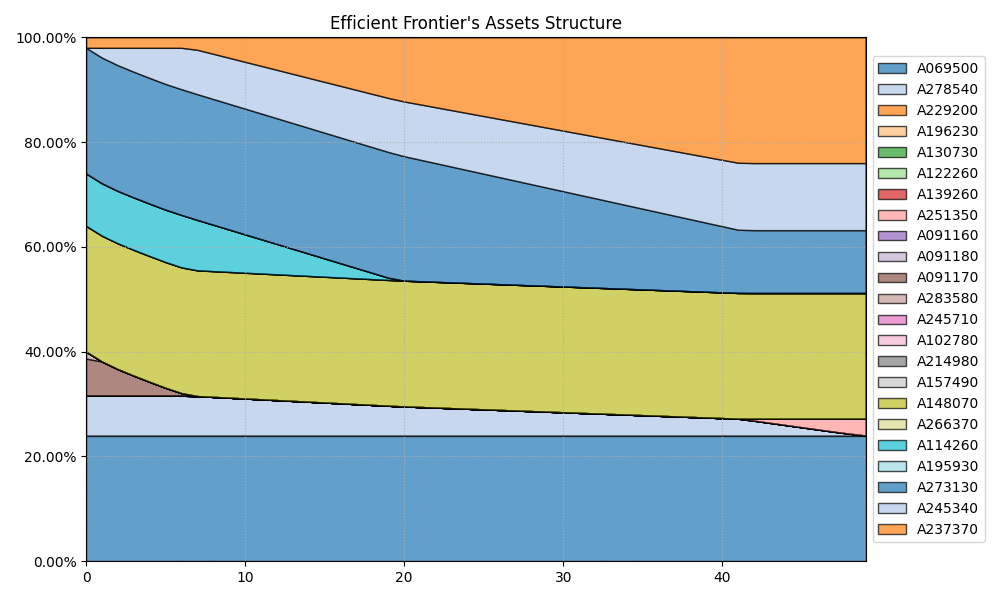 Efficient Frontier's Assets Structure
100.00%
80.00%
60.00%
40.00%
20.00%
0.00%
0
10
20
30
40
A069500
A278540
A229200
A196230
A130730
A122260
A139260
A251350
A091160
A091180
A091170
A283580
A245710
A102780
A214980
A157490
A148070
A266370
A114260
A195930
A273130
A245340
A237370